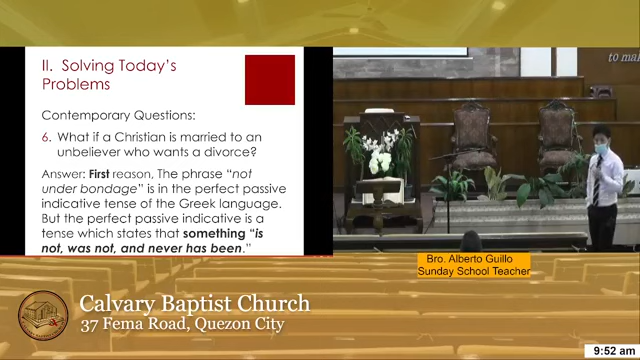 II. Solving Today's
Problems
Contemporary Questions:
6. What if a Christian is married to an
unbeliever who wants a divorce?
Answer: First reason, The phrase "not
under bondage" is in the perfect passive
indicative tense of the Greek language.
But the perfect passive indicative is a
tense which states that something "is
not, was not, and never has been."
to mak
Bro. Alberto Guillo
Sunday School Teacher
Calvary Baptist Church
37 Fema Road, Quezon City
9:52 am